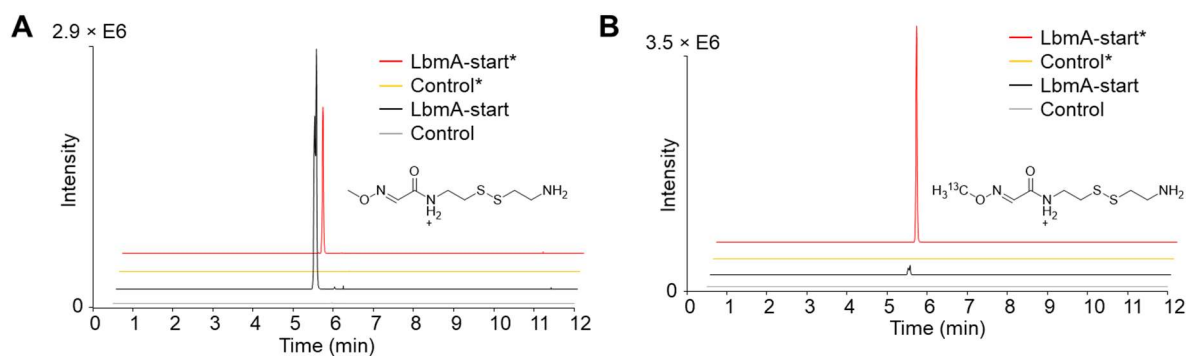 A
2.9 × E6
LbmA-start*
Control*
LbmA-start
Control
Intensity
O
O
N
N
H2
+
S
S
NH2
0
0 1 2 3 4 5 6 7 8 9 10 11 12
Time (min)
B
3.5 × E6
LbmA-start*
Control*
LbmA-start
Control
Intensity
H313C
O
N
O
N
H2
+
S
S
NH2
0
0 1 2 3 4 5 6 7 8 9 10 11 12
Time (min)